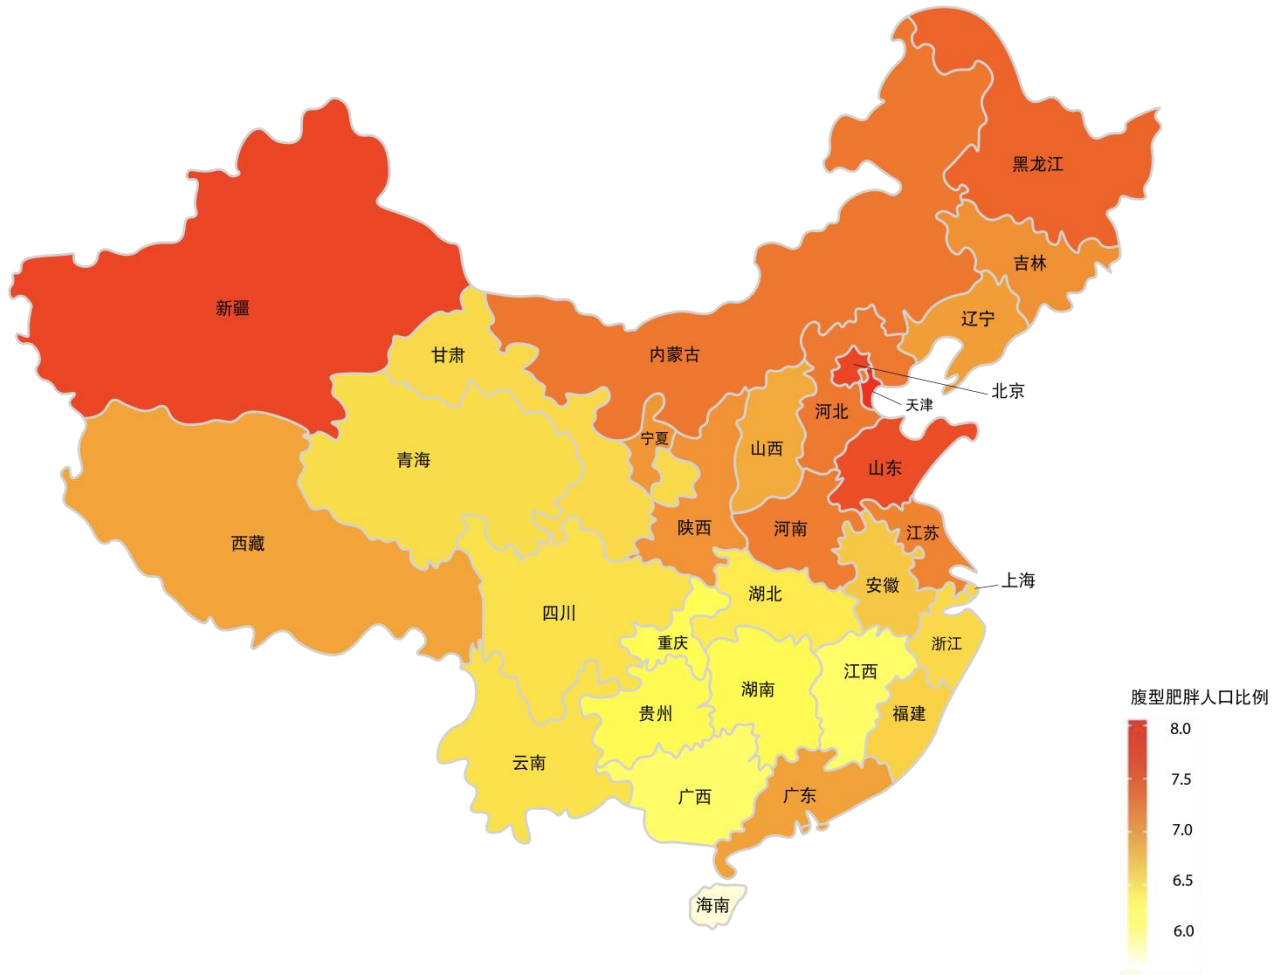 黑龙江
吉林
新疆
辽宁
甘肃
内蒙古
北京
天津
河北
宁夏
山西
青海
山东
陕西
河南
江苏
西藏
上海
安徽
湖北
四川
重庆
浙江
江西
湖南
贵州
福建
云南
广西
广东
海南
腹型肥胖人口比例
8.0
7.5
7.0
6.5
6.0